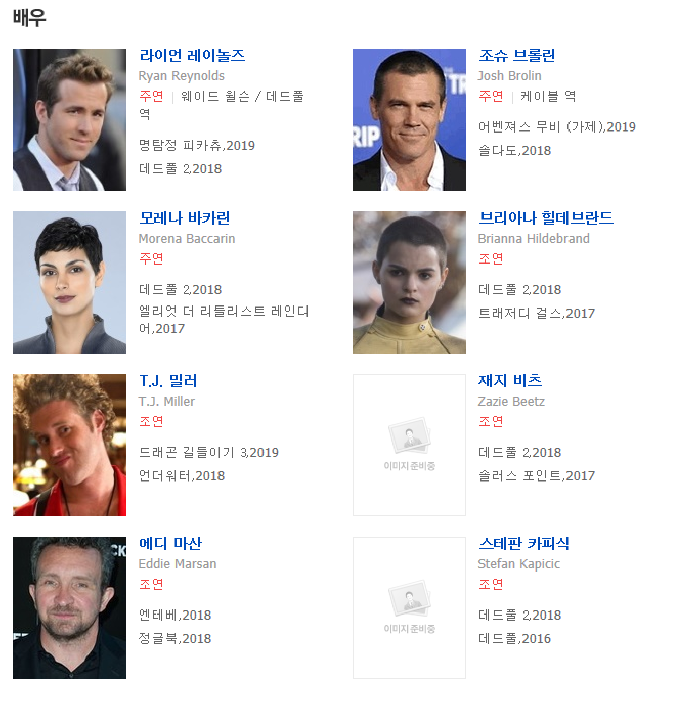 배우
라이언 레이놀즈
Ryan Reynolds
주연 | 웨이드 윌슨 / 데드풀
역
명탐정 피카츄,2019
데드풀 2,2018
조슈 브롤린
Josh Brolin
주연 | 케이블 역
어벤져스 무비 (가제),2019
솔다도,2018
모레나 바카린
Morena Baccarin
주연
데드풀 2,2018
엘리엇 더 리틀리스트 레인디
어,2017
브리아나 힐데브란드
Brianna Hildebrand
조연
데드풀 2,2018
트래저디 걸스,2017
T.J. 밀러
T.J. Miller
조연
드래곤 길들이기 3,2019
언더워터,2018
재지 비츠
Zazie Beetz
조연
데드풀 2,2018
솔러스 포인트,2017
이미지 준비중
에디 마산
Eddie Marsan
조연
엔테베,2018
정글북,2018
스테판 카피식
Stefan Kapicic
조연
데드풀 2,2018
데드풀,2016
이미지 준비중